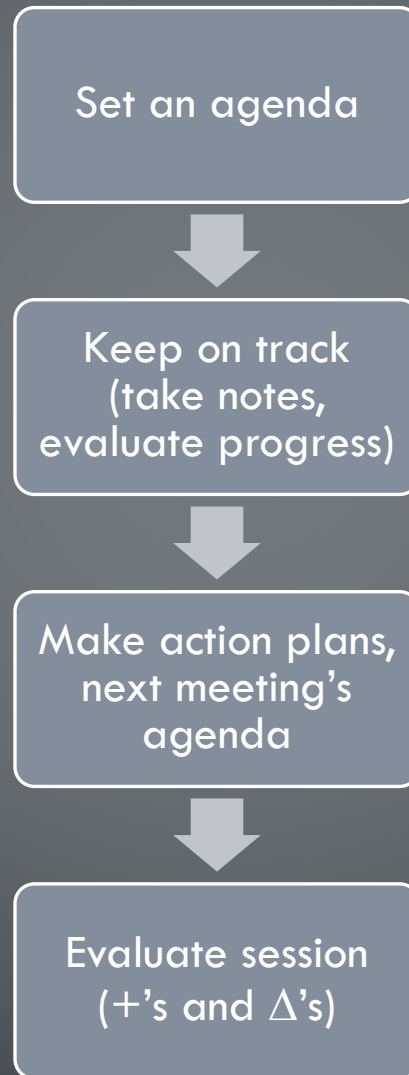 Set an agenda
Keep on track
(take notes,
evaluate progress)
Make action plans,
next meeting’s
agenda
Evaluate session
(+’s and Δ’s)